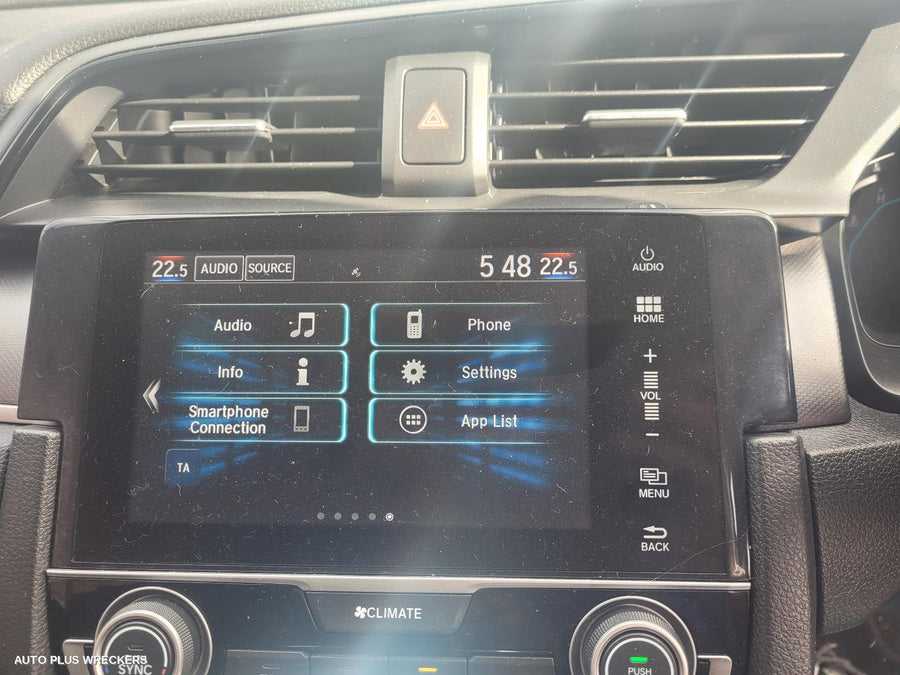 22.5 AUDIO SOURCE 5 48 22.5
AUDIO
HOME
Audio Phone
Info Settings
+
VOL
−
Smartphone
Connection
App List
TA
MENU
BACK
CLIMATE
SYNC
PUSH
AUTO PLUS WRECKERS